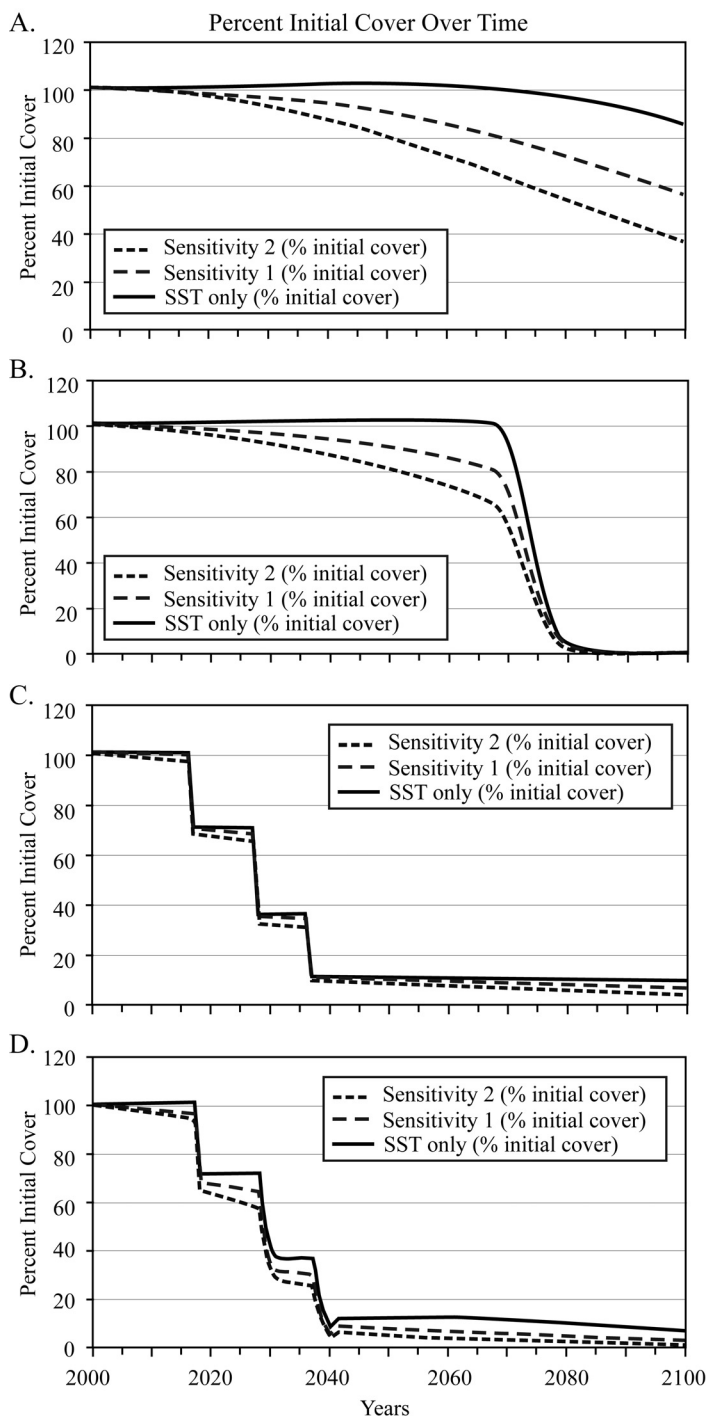 A.
Percent Initial Cover Over Time
120
100
80
60
40
20
0
Percent Initial Cover
Sensitivity 2 (% initial cover)
Sensitivity 1 (% initial cover)
SST only (% initial cover)
B.
120
100
80
60
40
20
0
Percent Initial Cover
Sensitivity 2 (% initial cover)
Sensitivity 1 (% initial cover)
SST only (% initial cover)
C.
120
100
80
60
40
20
0
Percent Initial Cover
Sensitivity 2 (% initial cover)
Sensitivity 1 (% initial cover)
SST only (% initial cover)
D.
120
100
80
60
40
20
0
Percent Initial Cover
Sensitivity 2 (% initial cover)
Sensitivity 1 (% initial cover)
SST only (% initial cover)
2000 2020 2040 2060 2080 2100
Years